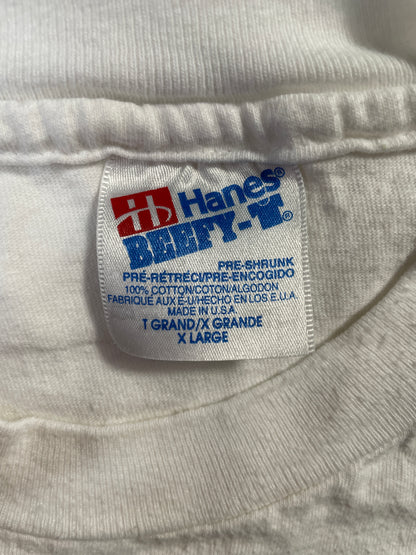 H Hanes®
BEEFY-T®
PRE-SHRUNK
PRÉ-RÉTRÉCI/PRE-ENCOGIDO
100% COTTON/COTON/ALGODON
FABRIQUÉ AUX E-U/HECHO EN LOS E.U.A.
MADE IN U.S.A.
T GRAND/X GRANDE
X LARGE